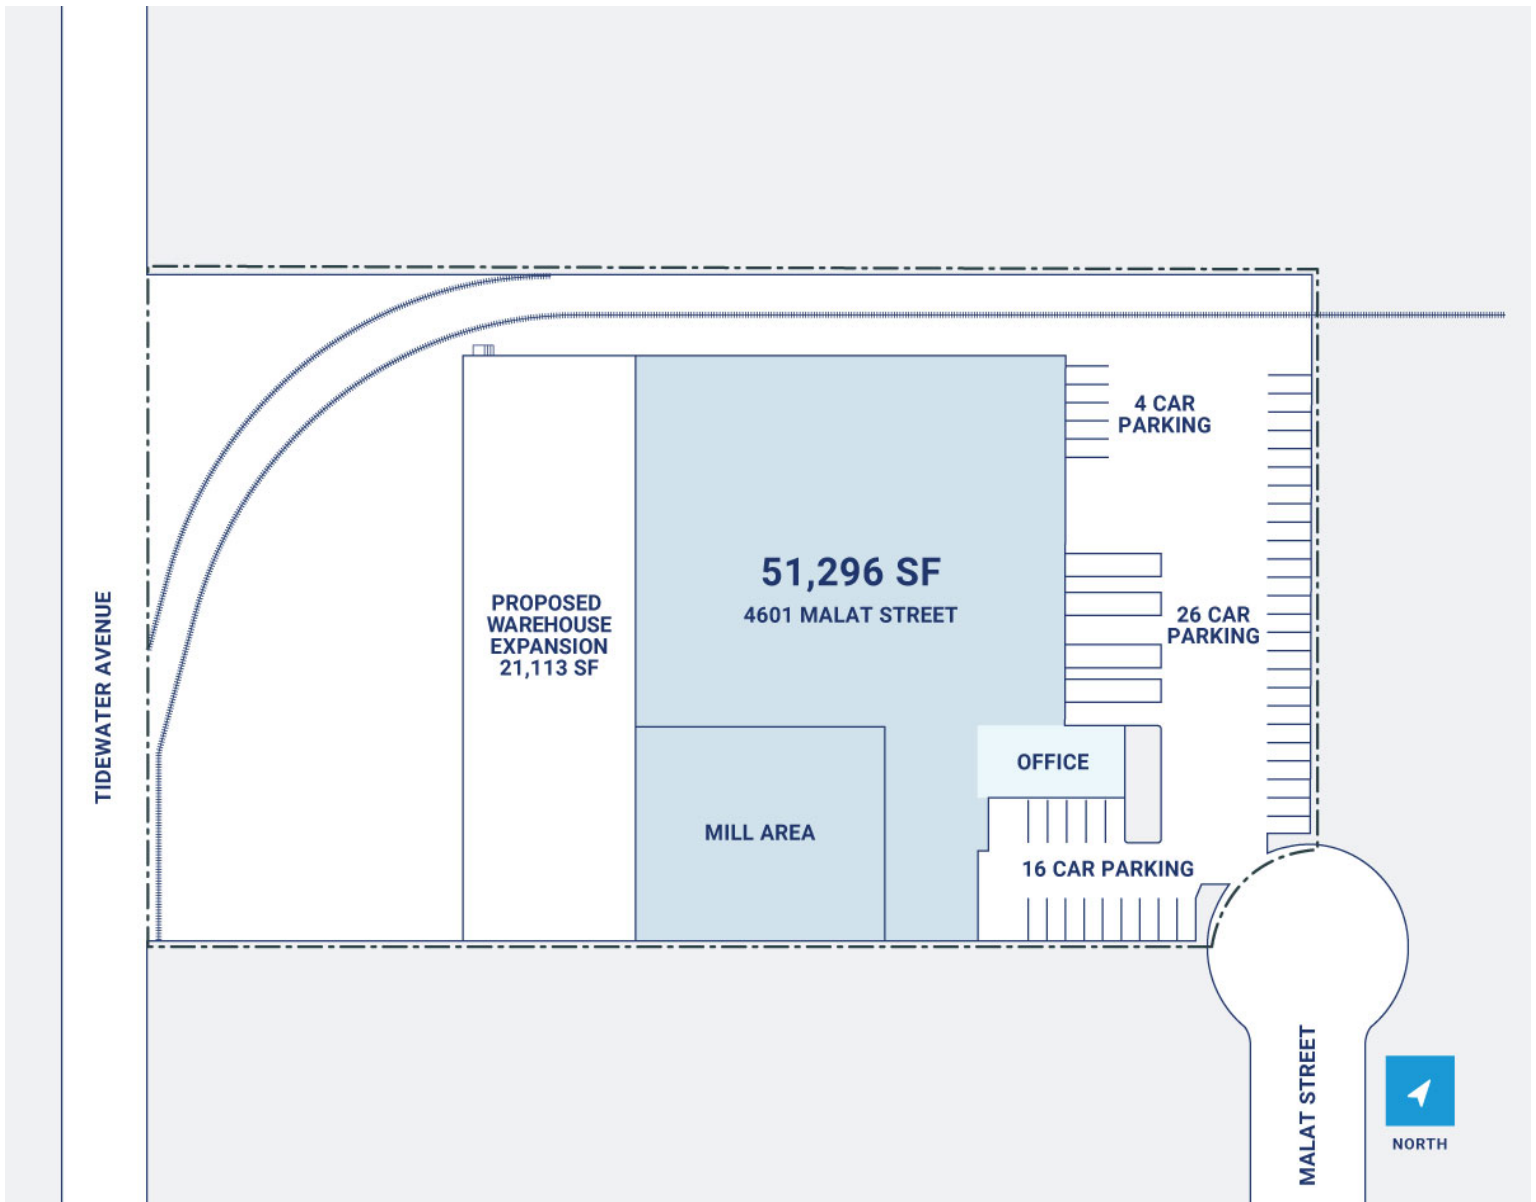 4 CAR
PARKING
51,296 SF
4601 MALAT STREET
PROPOSED
WAREHOUSE
EXPANSION
21,113 SF
26 CAR
PARKING
TIDEWATER AVENUE
OFFICE
MILL AREA
16 CAR PARKING
MALAT STREET
NORTH